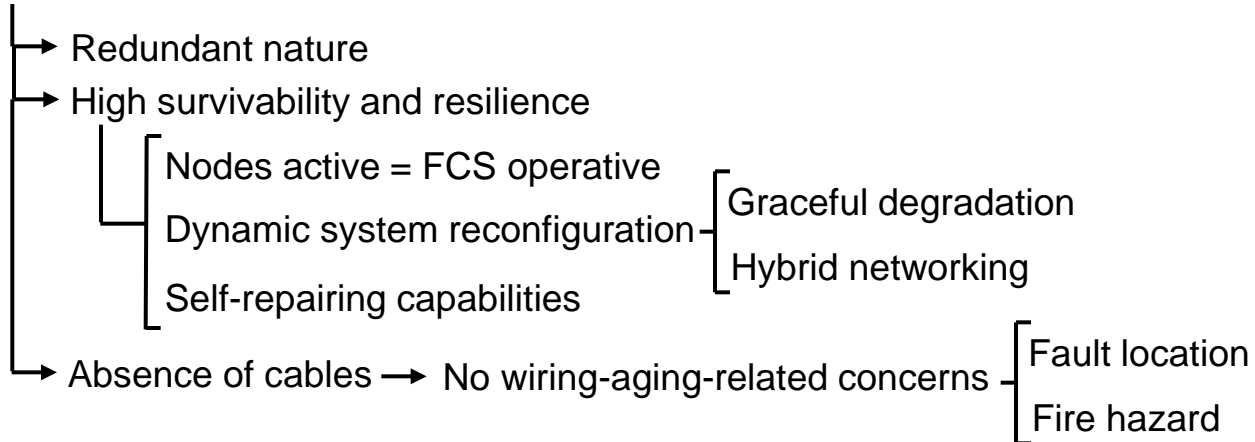 Redundant nature
High survivability and resilience
Nodes active = FCS operative
Dynamic system reconfiguration
Graceful degradation
Hybrid networking
Self-repairing capabilities
Absence of cables
No wiring-aging-related concerns
Fault location
Fire hazard